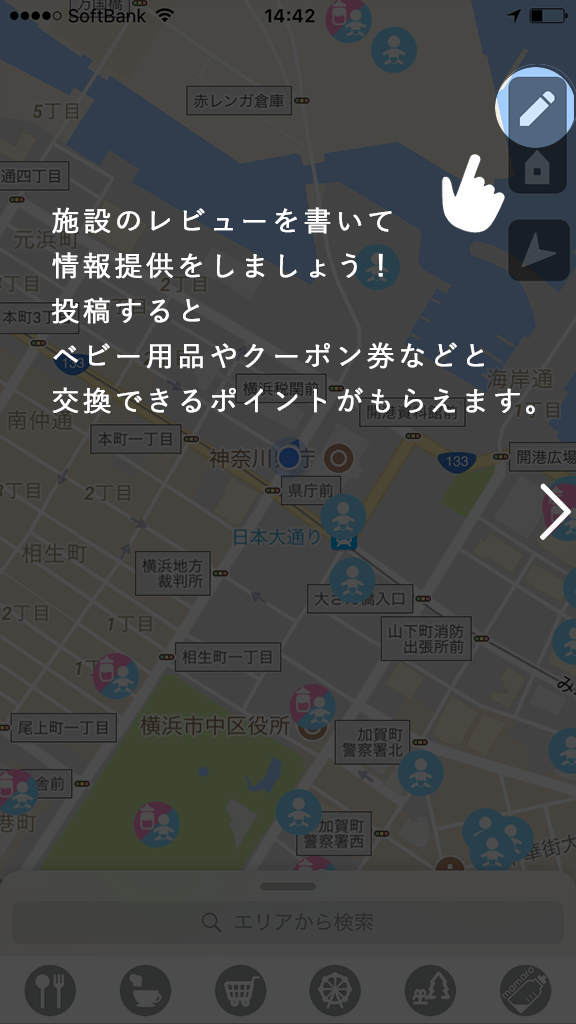 万国橋
SoftBank
14:42
赤レンガ倉庫
5丁目
通四丁目
施設のレビューを書いて
元浜町
情報提供をしましょう！
2丁目
投稿すると
本町3丁
133
ベビー用品やクーポン券などと
横浜税関前
海岸通
交換できるポイントがもらえます。
開港資料館前
南仲通
本町一丁目
神奈川県庁
133
開港広場
3丁目
2丁目
県庁前
日本大通り
相生町
横浜地方
裁判所
大さん橋入口
2丁目
1丁目
山下町消防
出張所前
相生町一丁目
1丁
み
尾上町一丁目
横浜市中区役所
加賀町
警察署北
舎前
港町
加賀町
警察署西
華街大
エリアから検索
mamaro